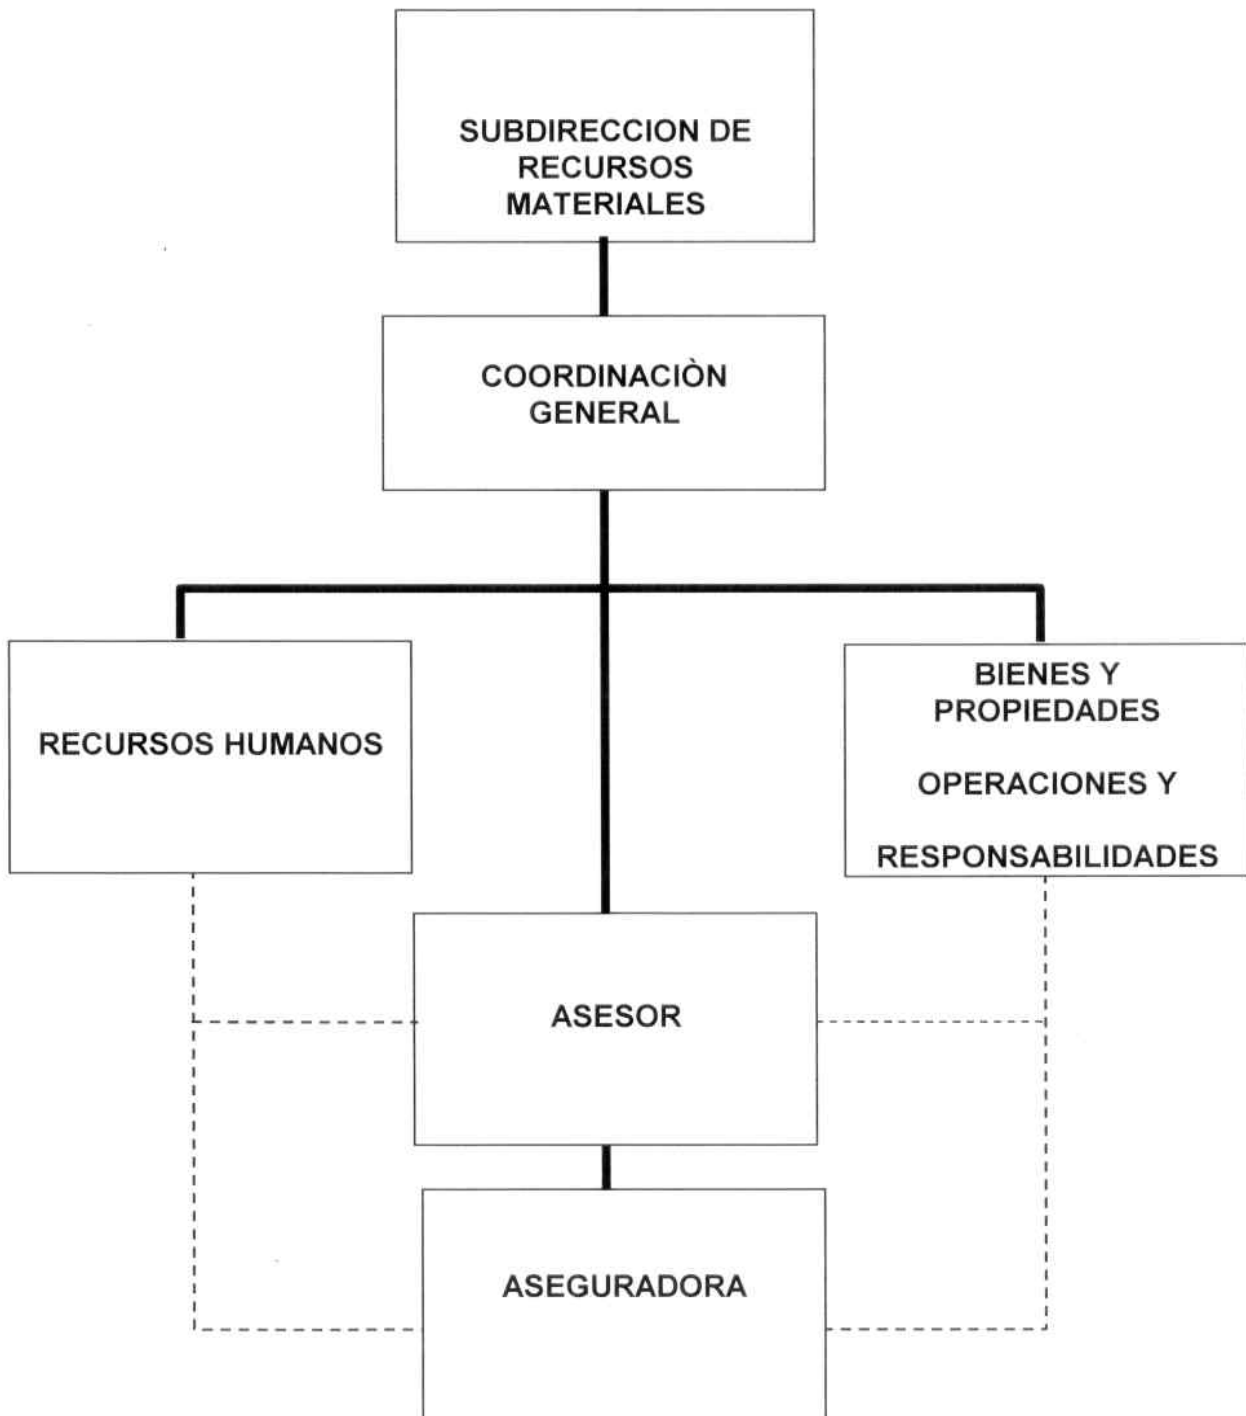 SUBDIRECCION DE
RECURSOS
MATERIALES
COORDINACIÒN
GENERAL
RECURSOS HUMANOS
BIENES Y
PROPIEDADES
OPERACIONES Y
RESPONSABILIDADES
ASESOR
ASEGURADORA